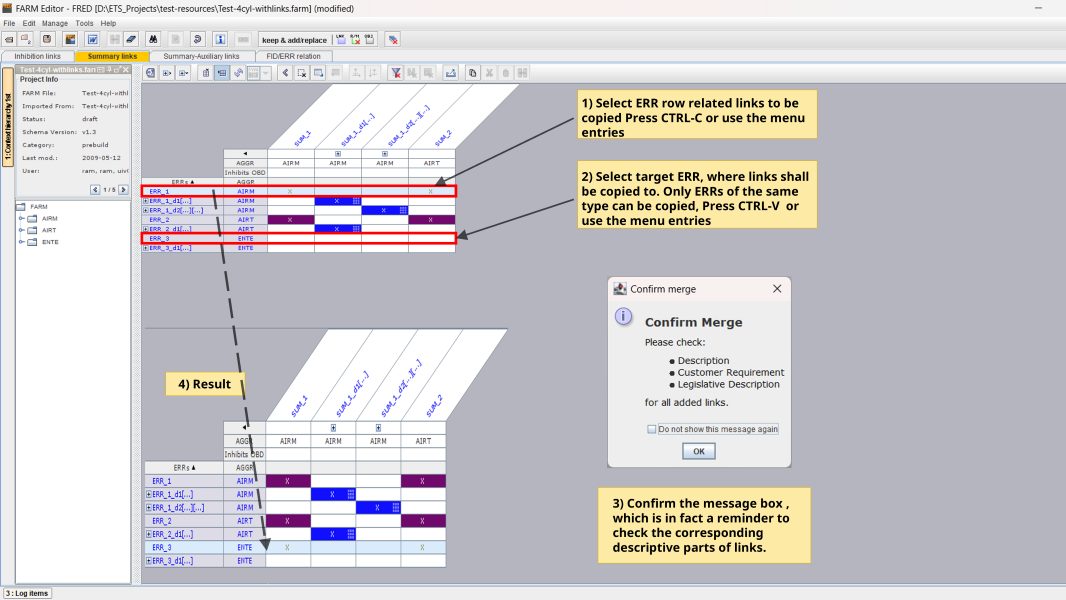 FARM Editor - FRED [D:\ETS_Projects\test-resources\Test-4cyl-withlinks.farm] (modified)
File Edit Manage Tools Help
keep & add/replace
Inhibition links
Summary links
Summary-Auxiliary links
FID/ERR relation
1: Context hierarchy list
Test-4cyl-withlinks.farm
Project Info
FARM File: Test-4cyl-withl
Imported From: Test-4cyl-withl
Status: draft
Schema Version: v1.3
Category: prebuild
Last mod.: 2009-05-12
User: ram, ram, uivi
1 / 5
FARM
AIRM
AIRT
ENTE
SUM_1
SUM_1_d1[...]
SUM_1_d2[...][...]
SUM_2
AGGR AIRM AIRM AIRM AIRT
Inhibits OBD
ERRs AGGR
ERR_1 AIRM X X
ERR_1_d1[...] AIRM X
ERR_1_d2[...][...] AIRM X
ERR_2 AIRT X X
ERR_2_d1[...] AIRT X
ERR_3 ENTE
ERR_3_d1[...] ENTE
1) Select ERR row related links to be
copied Press CTRL-C or use the menu
entries
2) Select target ERR, where links shall
be copied to. Only ERRs of the same
type can be copied, Press CTRL-V or
use the menu entries
Confirm merge
Confirm Merge
Please check:
Description
Customer Requirement
Legislative Description
for all added links.
Do not show this message again
OK
3) Confirm the message box ,
which is in fact a reminder to
check the corresponding
descriptive parts of links.
4) Result
SUM_1
SUM_1_d1[...]
SUM_1_d2[...][...]
SUM_2
AGGR AIRM AIRM AIRM AIRT
Inhibits OBD
ERRs AGGR
ERR_1 AIRM X X
ERR_1_d1[...] AIRM X
ERR_1_d2[...][...] AIRM X
ERR_2 AIRT X X
ERR_2_d1[...] AIRT X
ERR_3 ENTE X X
ERR_3_d1[...] ENTE
3 : Log items